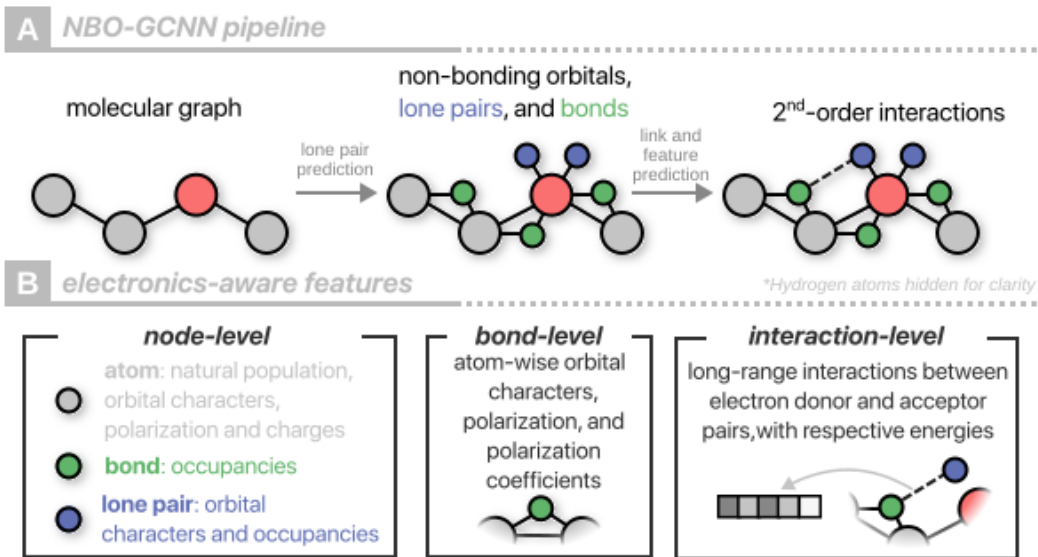 A NBO-GCNN pipeline
molecular graph
lone pair
prediction
non-bonding orbitals,
lone pairs, and bonds
link and
feature
prediction
2nd-order interactions
B electronics-aware features
*Hydrogen atoms hidden for clarity
node-level
atom: natural population,
orbital characters,
polarization and charges
bond: occupancies
lone pair: orbital
characters and occupancies
bond-level
atom-wise orbital
characters,
polarization, and
polarization
coefficients
interaction-level
long-range interactions between
electron donor and acceptor
pairs,with respective energies